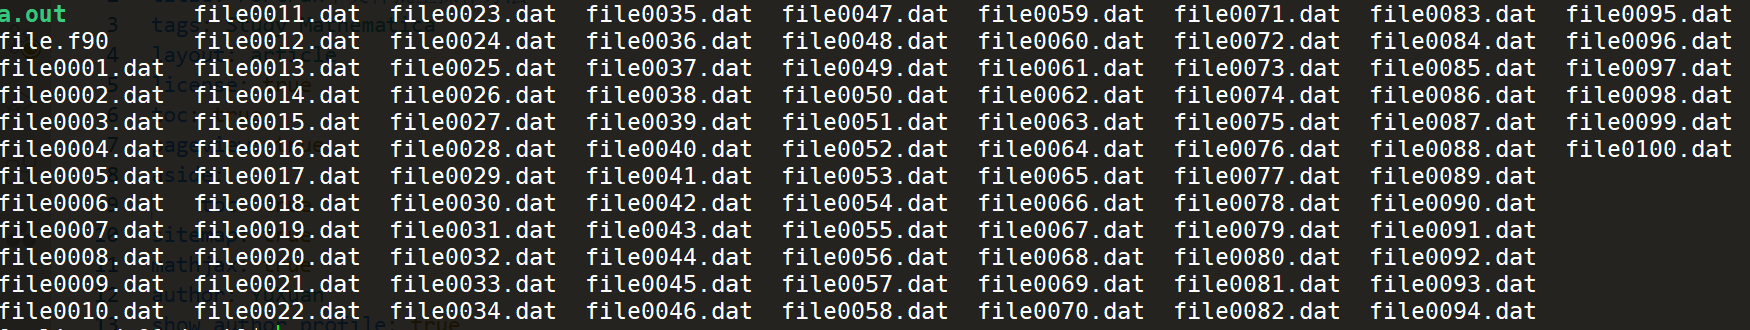 a.out file0011.dat file0023.dat file0035.dat file0047.dat file0059.dat file0071.dat file0083.dat file0095.dat
file.f90 file0012.dat file0024.dat file0036.dat file0048.dat file0060.dat file0072.dat file0084.dat file0096.dat
file0001.dat file0013.dat file0025.dat file0037.dat file0049.dat file0061.dat file0073.dat file0085.dat file0097.dat
file0002.dat file0014.dat file0026.dat file0038.dat file0050.dat file0062.dat file0074.dat file0086.dat file0098.dat
file0003.dat file0015.dat file0027.dat file0039.dat file0051.dat file0063.dat file0075.dat file0087.dat file0099.dat
file0004.dat file0016.dat file0028.dat file0040.dat file0052.dat file0064.dat file0076.dat file0088.dat file0100.dat
file0005.dat file0017.dat file0029.dat file0041.dat file0053.dat file0065.dat file0077.dat file0089.dat
file0006.dat file0018.dat file0030.dat file0042.dat file0054.dat file0066.dat file0078.dat file0090.dat
file0007.dat file0019.dat file0031.dat file0043.dat file0055.dat file0067.dat file0079.dat file0091.dat
file0008.dat file0020.dat file0032.dat file0044.dat file0056.dat file0068.dat file0080.dat file0092.dat
file0009.dat file0021.dat file0033.dat file0045.dat file0057.dat file0069.dat file0081.dat file0093.dat
file0010.dat file0022.dat file0034.dat file0046.dat file0058.dat file0070.dat file0082.dat file0094.dat